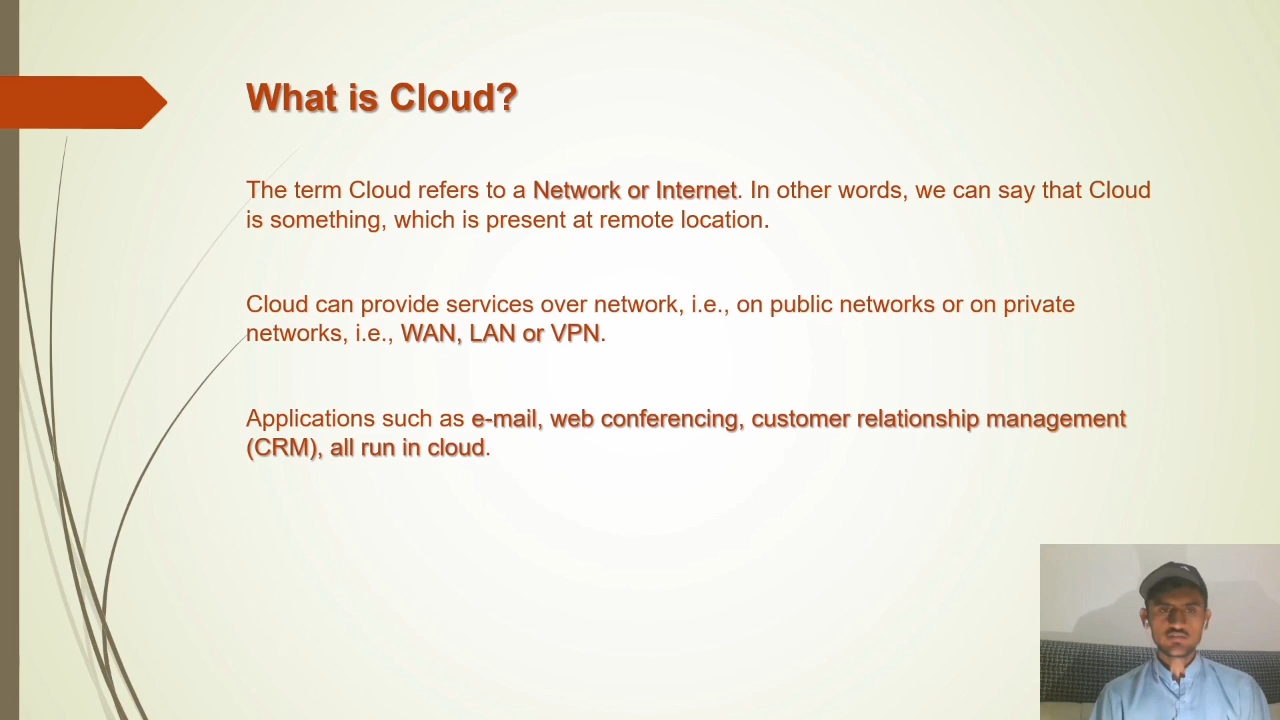 What is Cloud?
The term Cloud refers to a Network or Internet. In other words, we can say that Cloud
is something, which is present at remote location.
Cloud can provide services over network, i.e., on public networks or on private
networks, i.e., WAN, LAN or VPN.
Applications such as e-mail, web conferencing, customer relationship management
(CRM), all run in cloud.